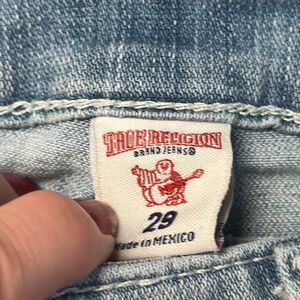 TRUE RELIGION
BRAND JEANS®
29
Made in MEXICO